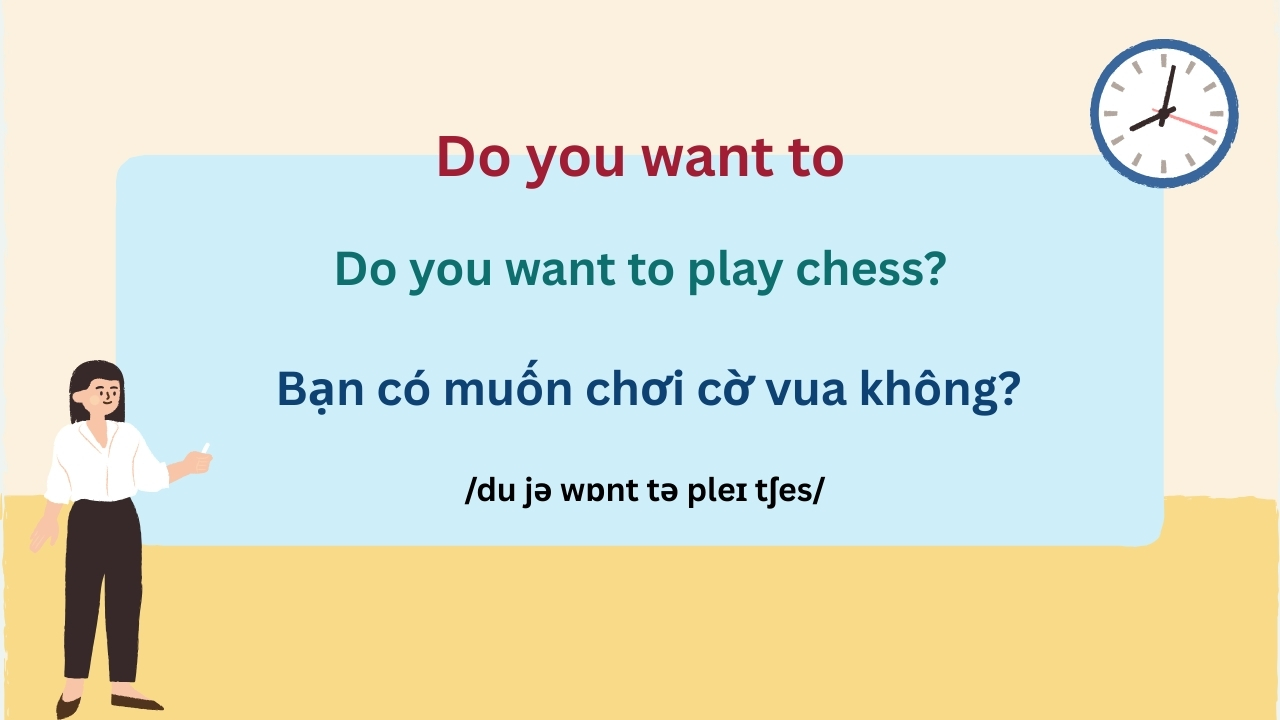 Do you want to
Do you want to play chess?
Bạn có muốn chơi cờ vua không?
/du jə wɒnt tə pleɪ tʃes/